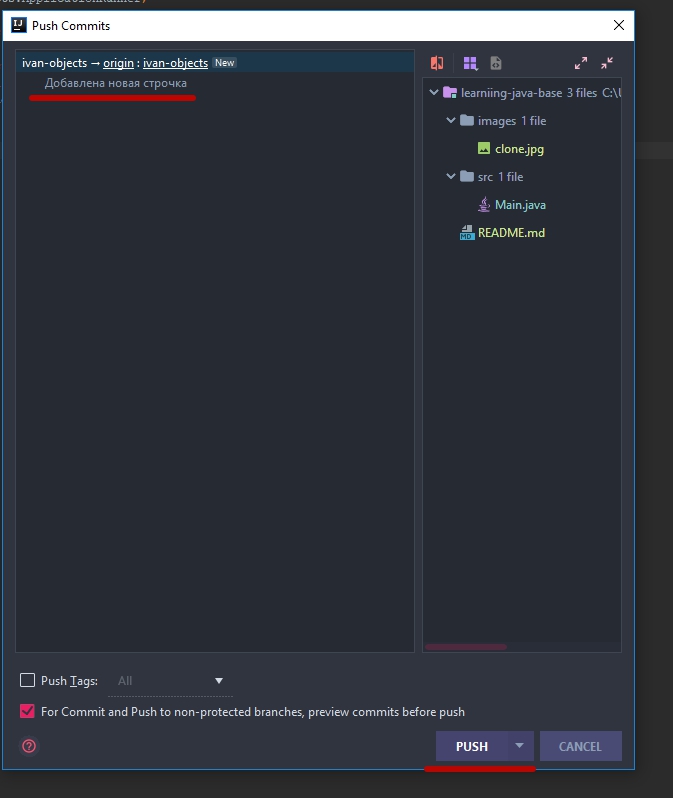 Push Commits
ivan-objects → origin : ivan-objects New
Добавлена новая строчка
learniing-java-base 3 files
images 1 file
clone.jpg
src 1 file
Main.java
MD README.md
Push Tags: All
For Commit and Push to non-protected branches, preview commits before push
? PUSH CANCEL